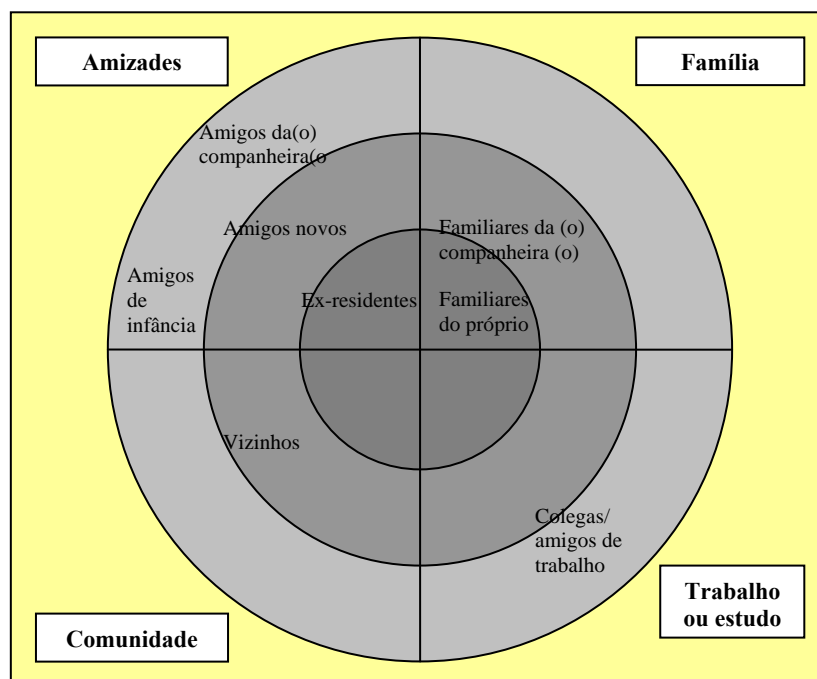 Amizades
Família
Amigos da(o)
companheira(o
Amigos novos
Familiares da (o)
companheira (o)
Amigos
de
infância
Ex-residentes
Familiares
do próprio
Vizinhos
Colegas/
amigos de
trabalho
Trabalho
ou estudo
Comunidade